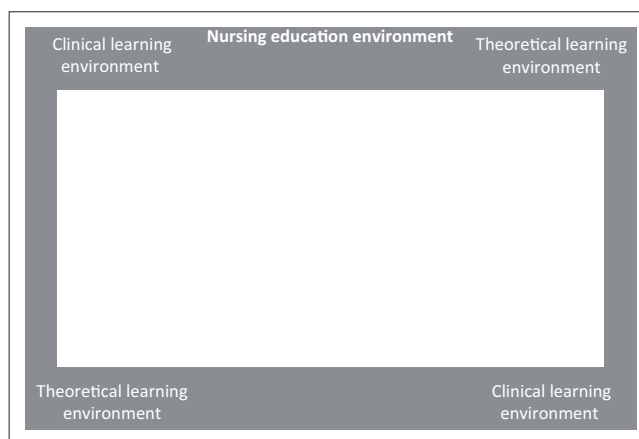 Nursing education environment
Clinical learning
environment
Theoretical learning
environment
Theoretical learning
environment
Clinical learning
environment